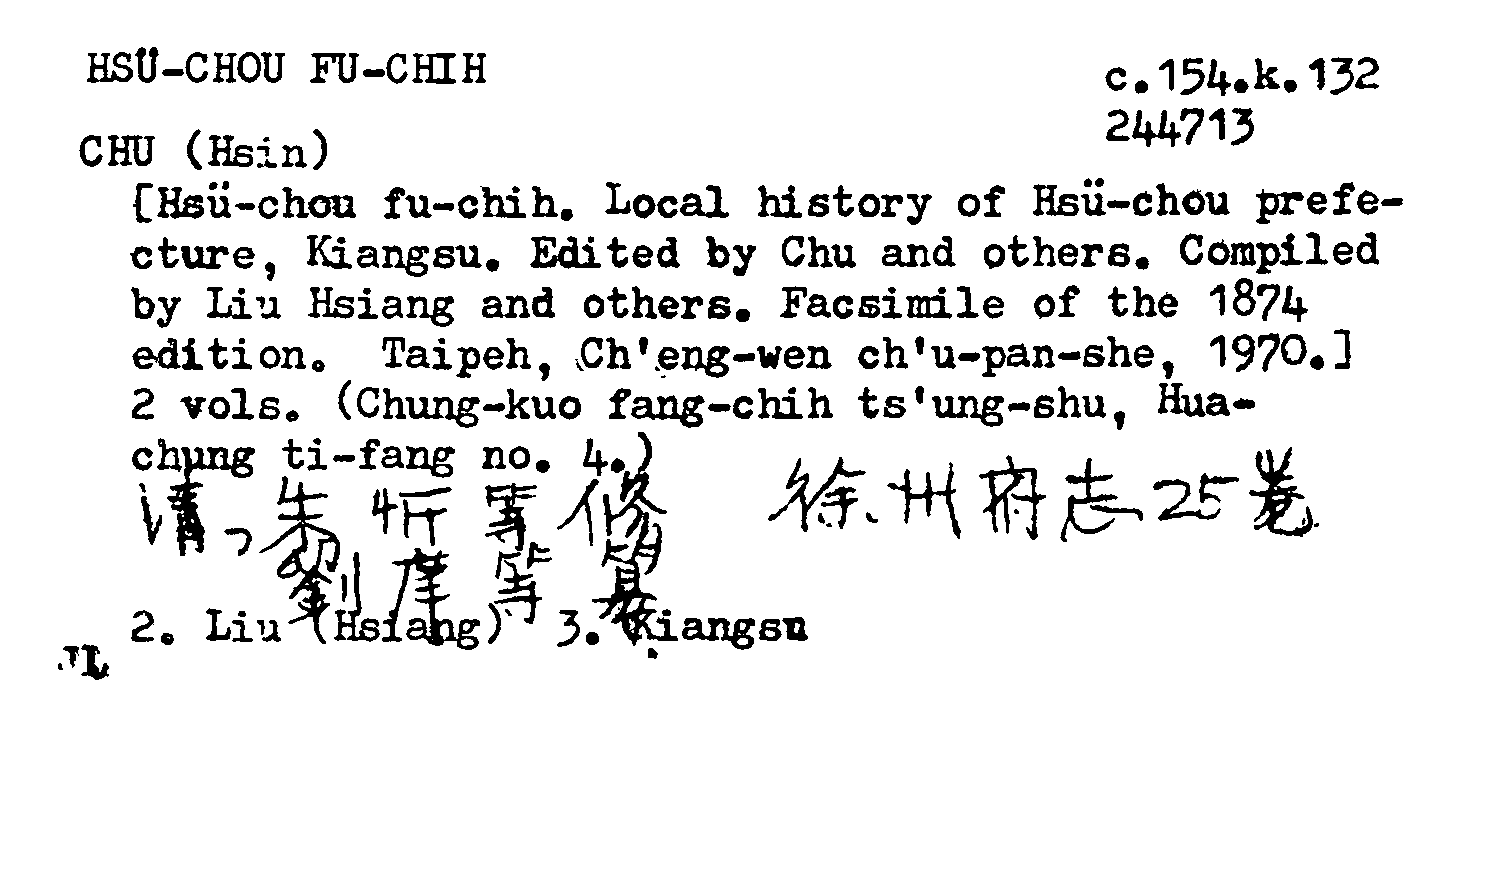 HSÜ-CHOU FU-CHIH
c.154.k.132
244713
CHU (Hsin)
[Hsü-chou fu-chih. Local history of Hsü-chou prefe-
cture, Kiangsu. Edited by Chu and others. Compiled
by Liu Hsiang and others. Facsimile of the 1874
edition. Taipeh, Ch'eng-wen ch'u-pan-she, 1970.]
2 vols. (Chung-kuo fang-chih ts'ung-shu, Hua-
chung ti-fang no. 4.)
清、朱忻等修 徐州府志25卷
劉庠等纂
2. Liu (Hsiang) 3. Kiangsu